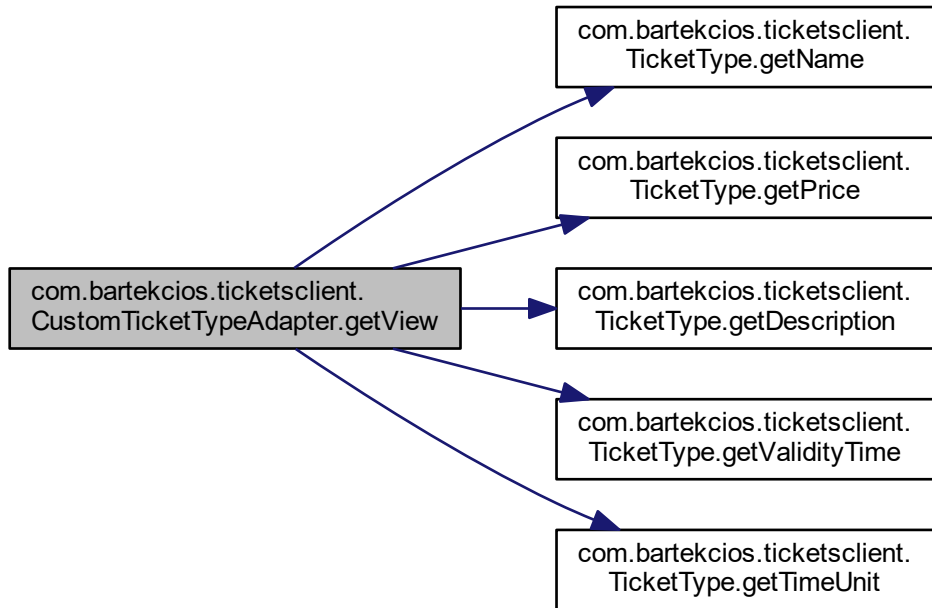 com.bartekcios.ticketsclient.
TicketType.getName
com.bartekcios.ticketsclient.
TicketType.getPrice
com.bartekcios.ticketsclient.
CustomTicketTypeAdapter.getView
com.bartekcios.ticketsclient.
TicketType.getDescription
com.bartekcios.ticketsclient.
TicketType.getValidityTime
com.bartekcios.ticketsclient.
TicketType.getTimeUnit